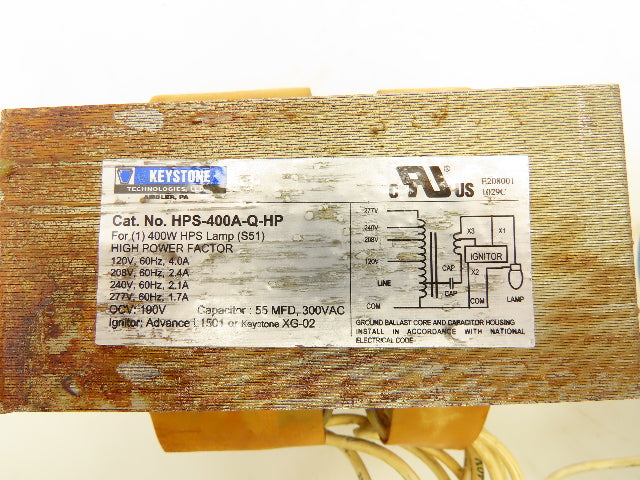 KEYSTONE
TECHNOLOGIES, LLC
AMBLER, PA
Cat. No. HPS-400A-Q-HP
For (1) 400W HPS Lamp (S51)
HIGH POWER FACTOR
120V, 60Hz, 4.0A
208V, 60Hz, 2.4A
240V, 60Hz, 2.1A
277V, 60Hz, 1.7A
OCV: 190V Capacitor : 55 MFD, 300VAC
Ignitor: Advance L1501 or Keystone XG-02
C RU US
E208001
1029C
277V
240V
208V
120V
LINE
COM
CAP
CAP.
X3
X1
IGNITOR
X2
COM
LAMP
GROUND BALLAST CORE AND CAPACITOR HOUSING
INSTALL IN ACCORDANCE WITH NATIONAL
ELECTRICAL CODE